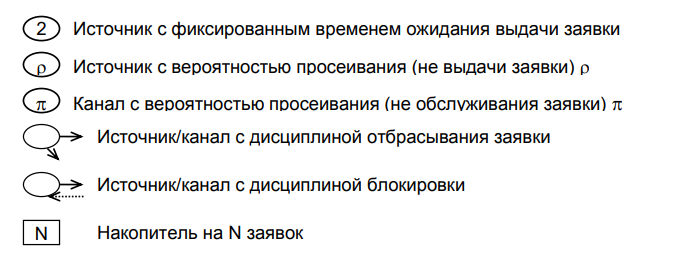 2 Источник с фиксированным временем ожидания выдачи заявки
ρ Источник с вероятностью просеивания (не выдачи заявки) ρ
π Канал с вероятностью просеивания (не обслуживания заявки) π
Источник/канал с дисциплиной отбрасывания заявки
Источник/канал с дисциплиной блокировки
N Накопитель на N заявок